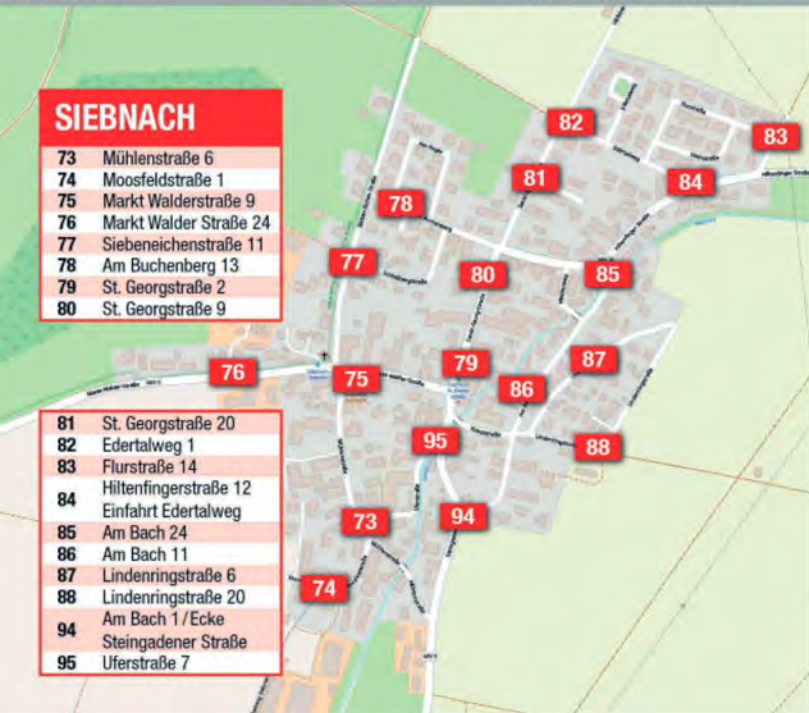 SIEBNACH
73 Mühlenstraße 6
74 Moosfeldstraße 1
75 Markt Walderstraße 9
76 Markt Walder Straße 24
77 Siebeneichenstraße 11
78 Am Buchenberg 13
79 St. Georgstraße 2
80 St. Georgstraße 9
81 St. Georgstraße 20
82 Edertalweg 1
83 Flurstraße 14
84 Hiltenfingerstraße 12
Einfahrt Edertalweg
85 Am Bach 24
86 Am Bach 11
87 Lindenringstraße 6
88 Lindenringstraße 20
94 Am Bach 1/Ecke
Steingadener Straße
95 Uferstraße 7
82
83
81
84
78
77
80
85
79
87
76
75
86
95
88
73
94
74